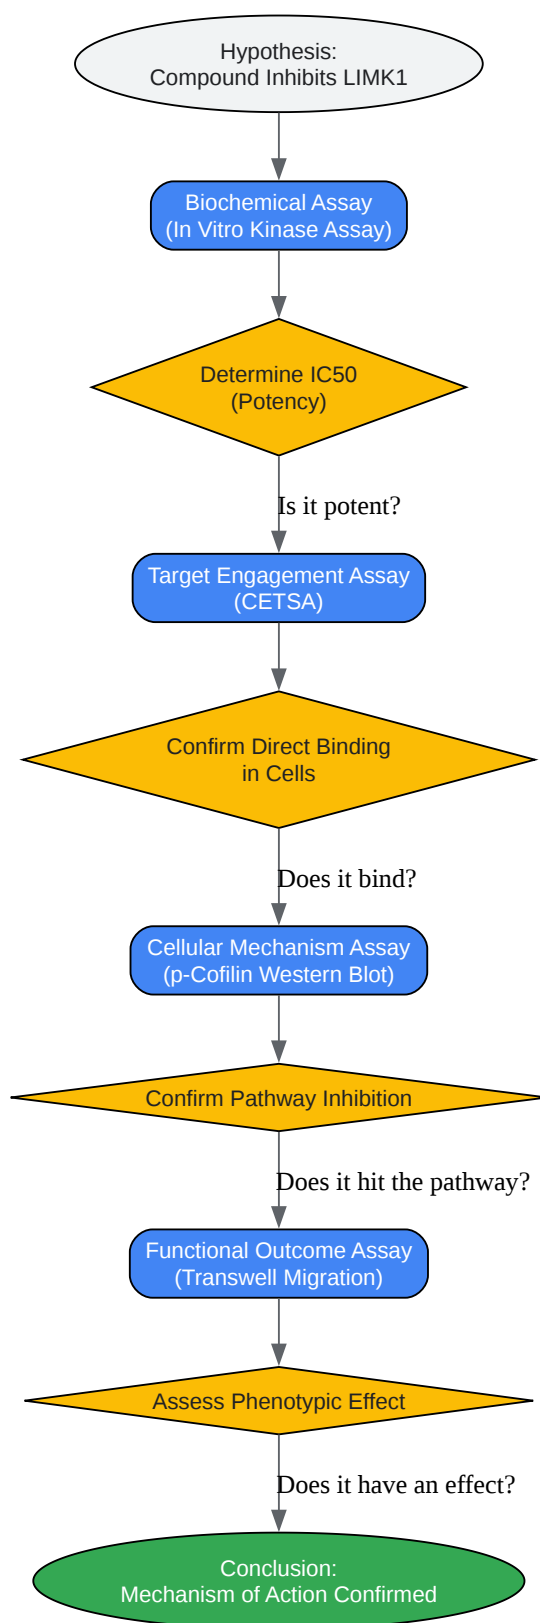 Hypothesis:
Compound Inhibits LIMK1
Biochemical Assay
(In Vitro Kinase Assay)
Determine IC50
(Potency)
Is it potent?
Target Engagement Assay
(CETSA)
Confirm Direct Binding
in Cells
Does it bind?
Cellular Mechanism Assay
(p-Cofilin Western Blot)
Confirm Pathway Inhibition
Does it hit the pathway?
Functional Outcome Assay
(Transwell Migration)
Assess Phenotypic Effect
Does it have an effect?
Conclusion:
Mechanism of Action Confirmed